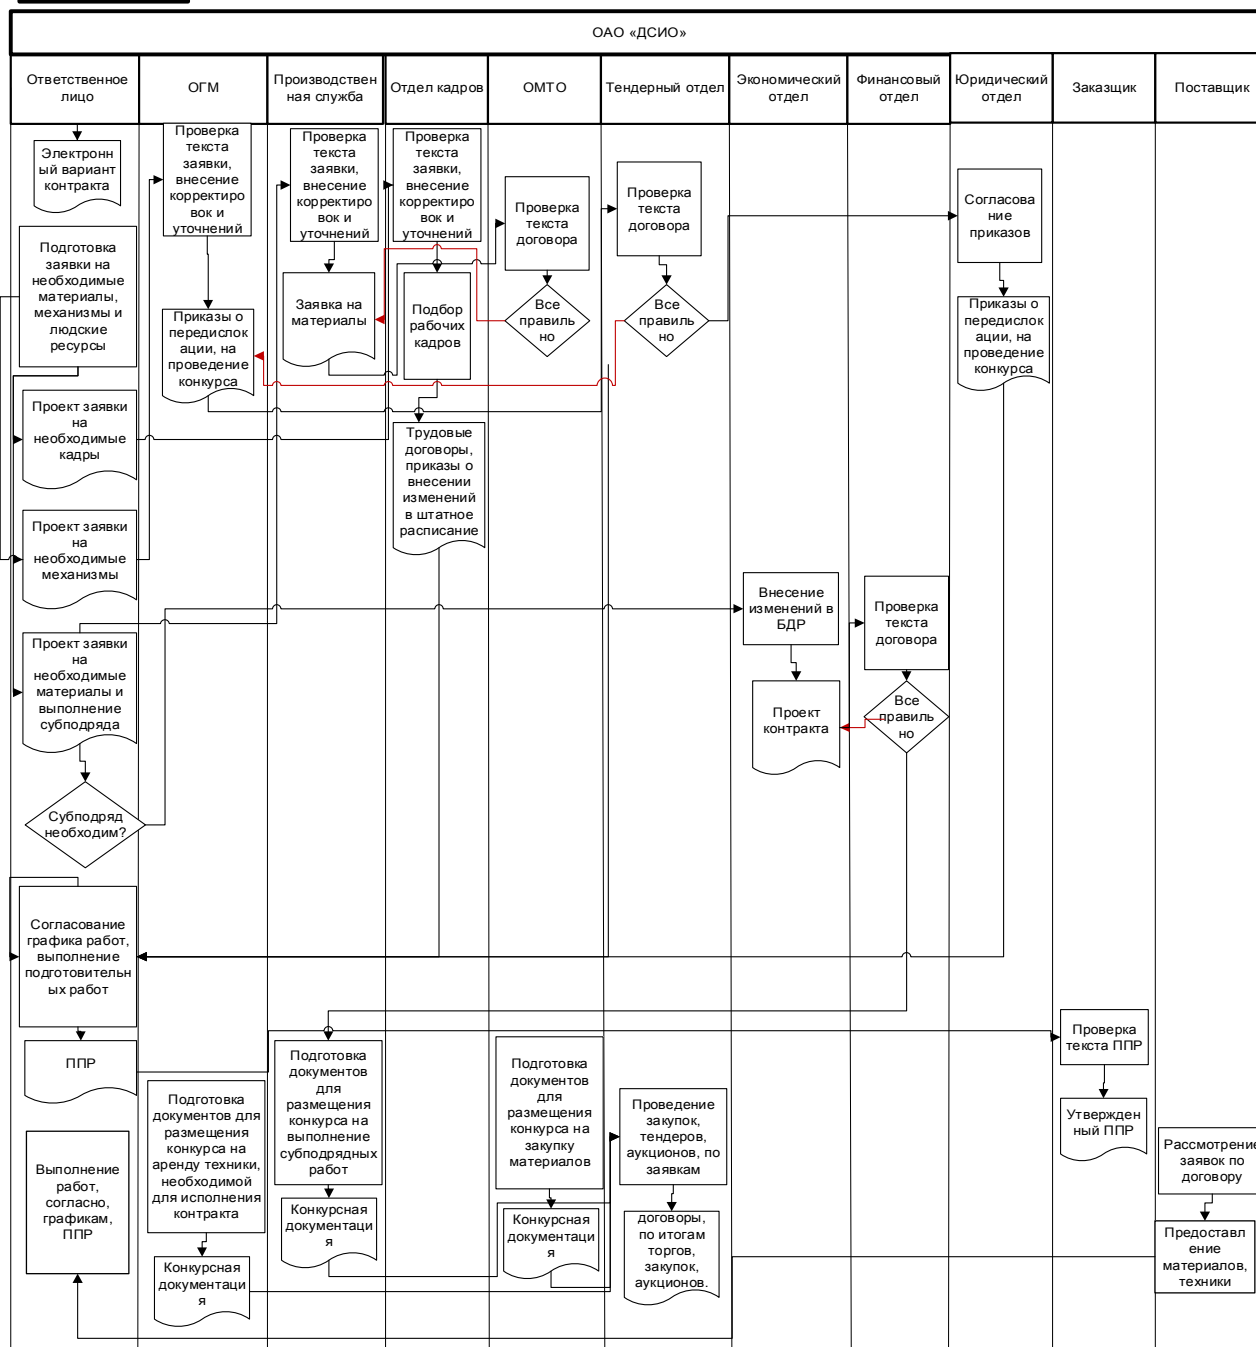 ОАО «ДСИО»
Ответственное
лицо
ОГМ
Производствен
ная служба
Отдел кадров
ОМТО
Тендерный отдел
Экономический
отдел
Финансовый
отдел
Юридический
отдел
Заказщик
Поставщик
Электронн
ый вариант
контракта
Подготовка
заявки на
необходимые
материалы,
механизмы и
людские
ресурсы
Проект заявки
на
необходимые
кадры
Проект заявки
на
необходимые
механизмы
Проект заявки
на
необходимые
материалы и
выполнение
субподряда
Субподряд
необходим?
Согласование
графика работ,
выполнение
подготовительн
ых работ
ППР
Выполнение
работ,
согласно,
графикам,
ППР
Проверка
текста
заявки,
внесение
корректиро
вок и
уточнений
Приказы о
передислок
ации, на
проведение
конкурса
Подготовка
документов для
размещения
конкурса на
аренду техники,
необходимой
для исполнения
контракта
Конкурсная
документаци
я
Проверка
текста
заявки,
внесение
корректиро
вок и
уточнений
Заявка на
материалы
Подготовка
документов
для
размещения
конкурса на
выполнение
субподрядных
работ
Конкурсная
документаци
я
Проверка
текста
заявки,
внесение
корректиро
вок и
уточнений
Подбор
рабочих
кадров
Трудовые
договоры,
приказы о
внесении
изменений
в штатное
расписание
Проверка
текста
договора
Все
правиль
но
Подготовка
документов
для
размещения
конкурса на
закупку
материалов
Конкурсная
документаци
я
Проверка
текста
договора
Все
правиль
но
Проведение
закупок,
тендеров,
аукционов, по
заявкам
договоры,
по итогам
торгов,
закупок,
аукционов.
Внесение
изменений в
БДР
Проект
контракта
Проверка
текста
договора
Все
правиль
но
Согласова
ние
приказов
Приказы о
передислок
ации, на
проведение
конкурса
Проверка
текста ППР
Утвержден
ный ППР
Рассмотрение
заявок по
договору
Предоставл
ение
материалов,
техники